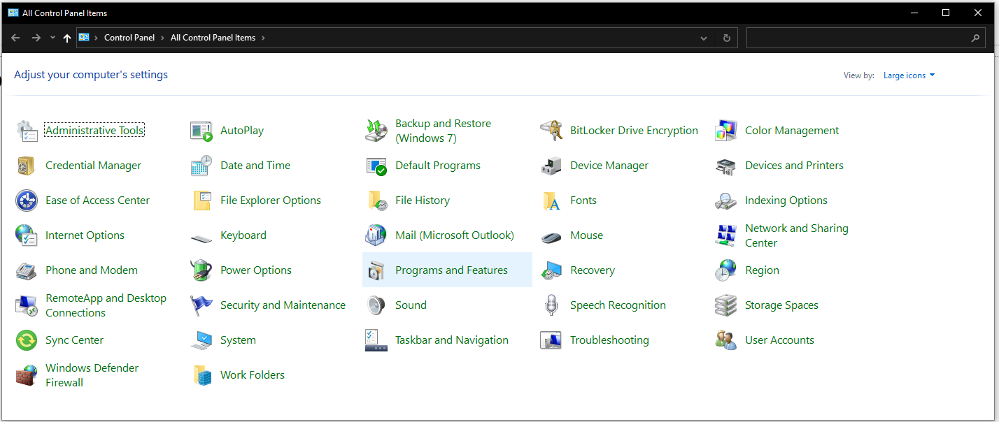 All Control Panel Items
Control Panel › All Control Panel Items ›
Adjust your computer's settings
View by: Large icons
Administrative Tools
AutoPlay
Backup and Restore
(Windows 7)
BitLocker Drive Encryption
Color Management
Credential Manager
Date and Time
Default Programs
Device Manager
Devices and Printers
Ease of Access Center
File Explorer Options
File History
Fonts
Indexing Options
Internet Options
Keyboard
Mail (Microsoft Outlook)
Mouse
Network and Sharing
Center
Phone and Modem
Power Options
Programs and Features
Recovery
Region
RemoteApp and Desktop
Connections
Security and Maintenance
Sound
Speech Recognition
Storage Spaces
Sync Center
System
Taskbar and Navigation
Troubleshooting
User Accounts
Windows Defender
Firewall
Work Folders